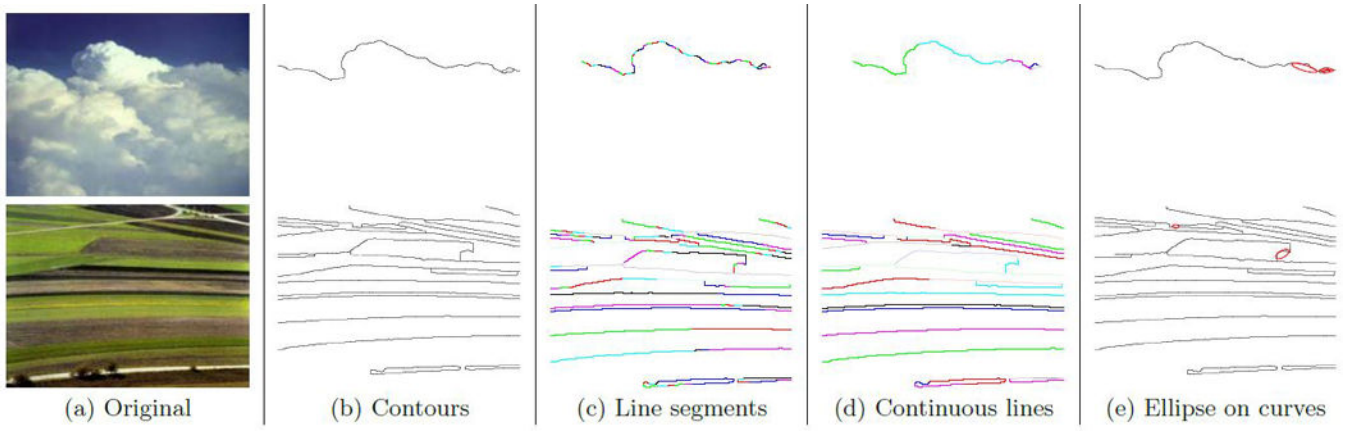 (a) Original
(b) Contours
(c) Line segments
(d) Continuous lines
(e) Ellipse on curves